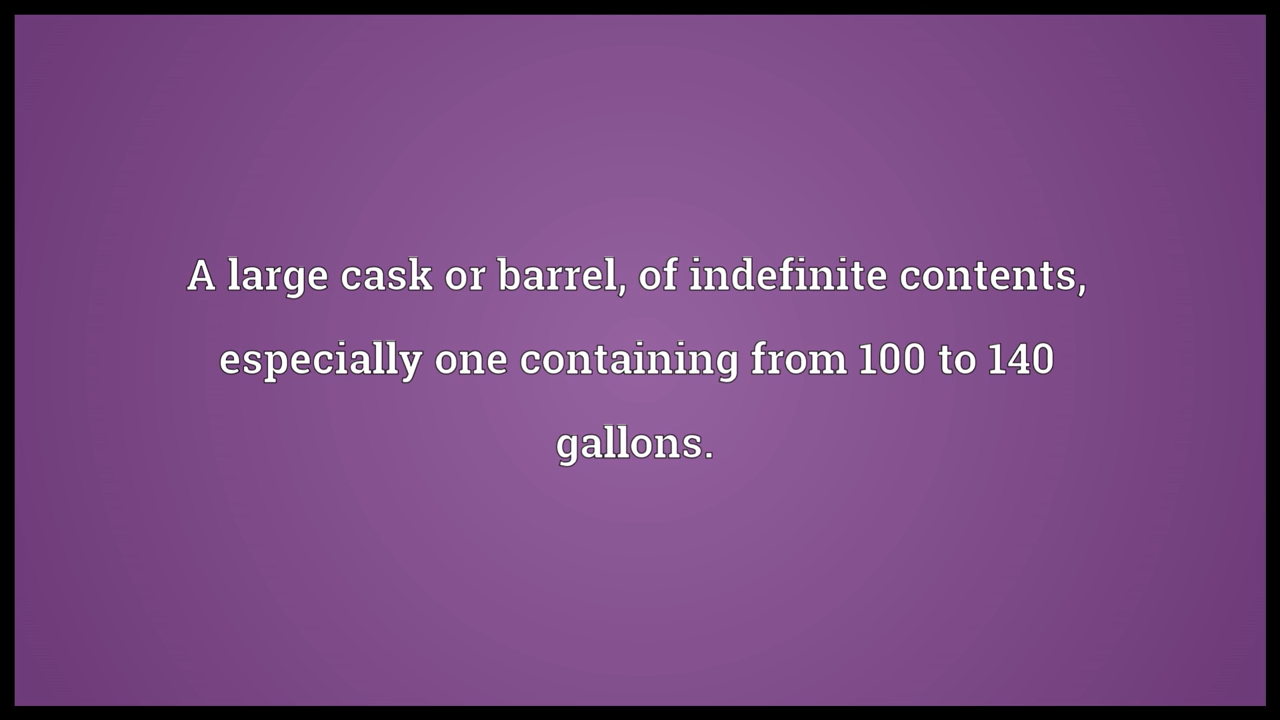 A large cask or barrel, of indefinite contents,
especially one containing from 100 to 140
gallons.